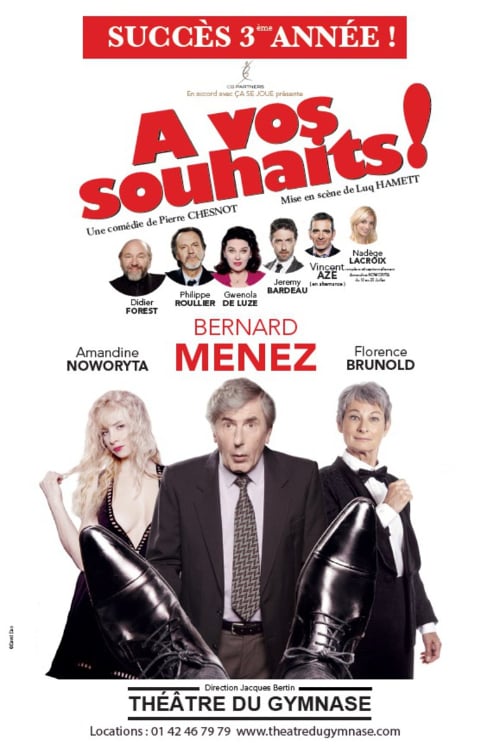 SUCCÈS 3ème ANNÉE !
CG PARTNERS
En accord avec ÇA SE JOUE présente
A vos
souhaits!
Une comédie de Pierre CHESNOT
Mise en scène de Luq HAMETT
Didier
FOREST
Philippe
ROULLIER
Gwenola
DE LUZE
Jeremy
BARDEAU
Vincent
AZE
(en alternance)
Nadège
LACROIX
BERNARD
MENEZ
Amandine
NOWORYTA
Florence
BRUNOLD
Direction Jacques Bertin
THÉÂTRE DU GYMNASE
Locations : 01 42 46 79 79 www.theatredugymnase.com